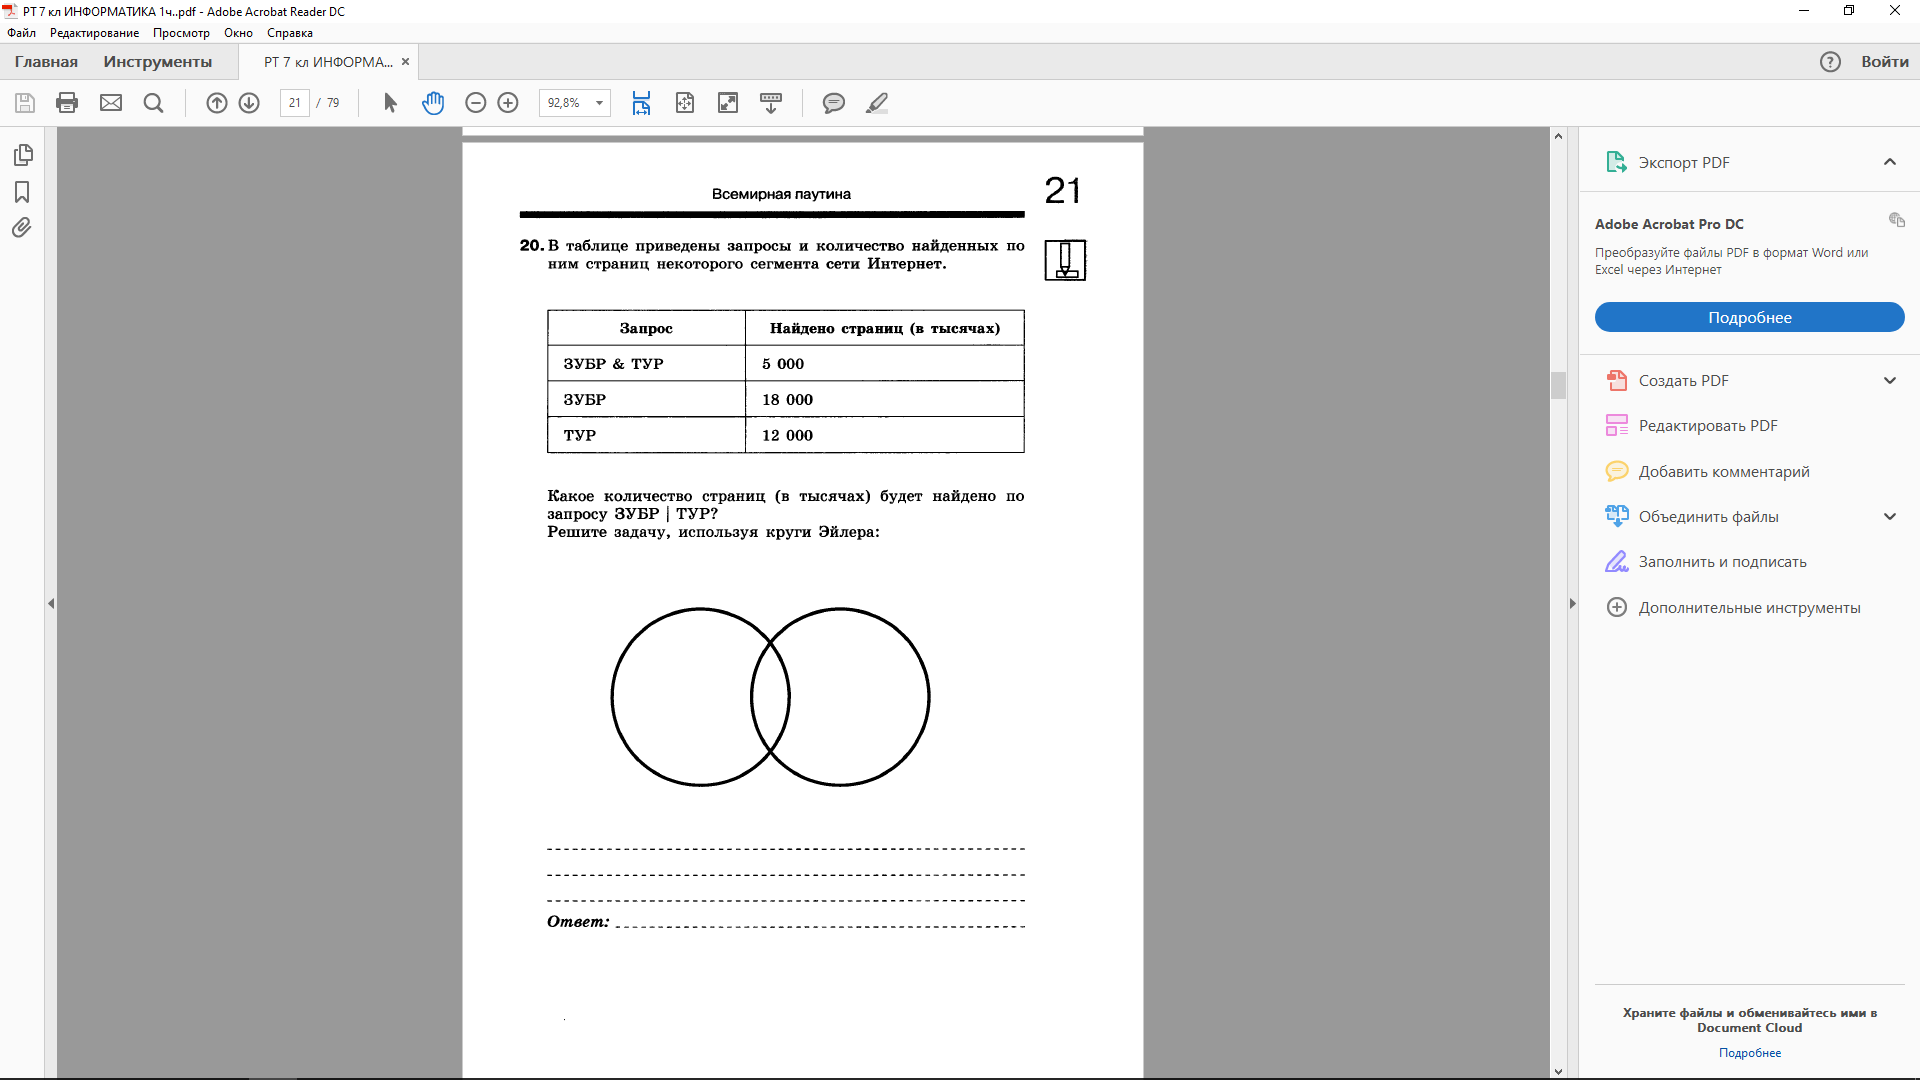 РТ 7 кл ИНФОРМАТИКА 1ч..pdf - Adobe Acrobat Reader DC
Файл Редактирование Просмотр Окно Справка
Главная Инструменты РТ 7 кл ИНФОРМА... × ? Войти
21 / 79 92,8%
Всемирная паутина 21
20. В таблице приведены запросы и количество найденных по
ним страниц некоторого сегмента сети Интернет.
Запрос Найдено страниц (в тысячах)
ЗУБР & ТУР 5 000
ЗУБР 18 000
ТУР 12 000
Какое количество страниц (в тысячах) будет найдено по
запросу ЗУБР | ТУР?
Решите задачу, используя круги Эйлера:
Ответ:
Экспорт PDF
Adobe Acrobat Pro DC
Преобразуйте файлы PDF в формат Word или
Excel через Интернет
Подробнее
Создать PDF
Редактировать PDF
Добавить комментарий
Объединить файлы
Заполнить и подписать
Дополнительные инструменты
Храните файлы и обменивайтесь ими в
Document Cloud
Подробнее